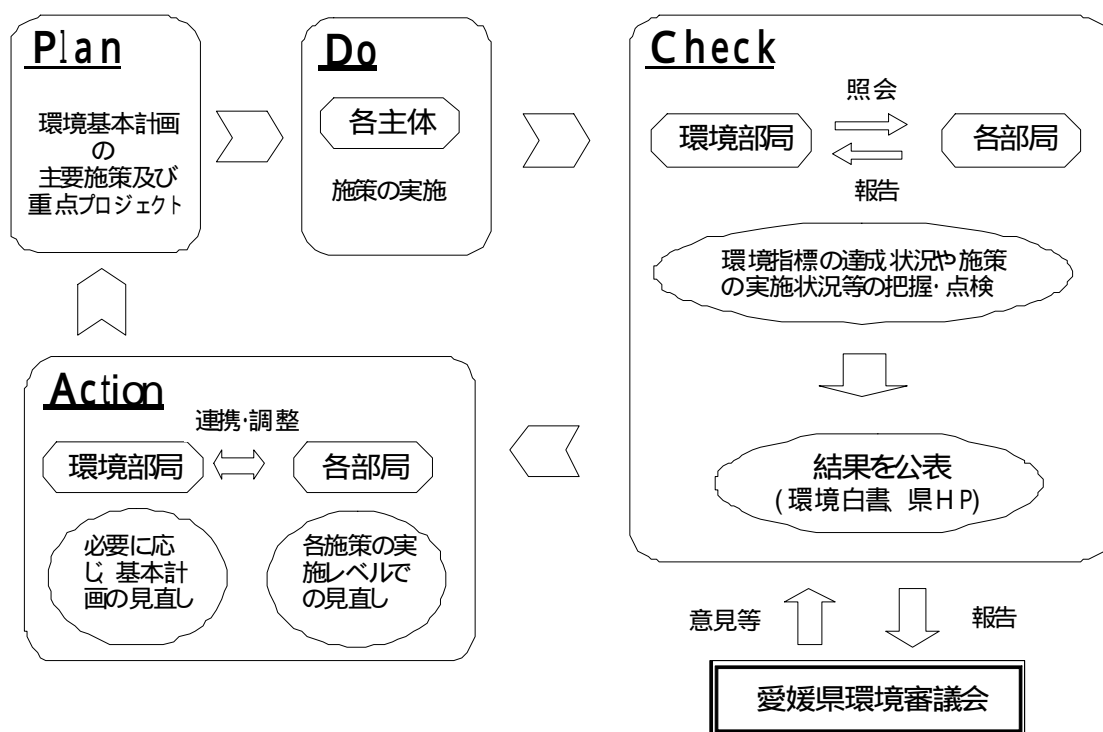 Plan
環境基本計画
の
主要施策及び
重点プロジェクト
Do
各主体
施策の実施
Check
照会
環境部局
各部局
報告
環境指標の達成状況や施策
の実施状況等の把握・点検
結果を公表
(環境白書 県HP)
Action
連携・調整
環境部局
各部局
必要に応
じ 基本計
画の見直し
各施策の実
施レベルで
の見直し
意見等
報告
愛媛県環境審議会